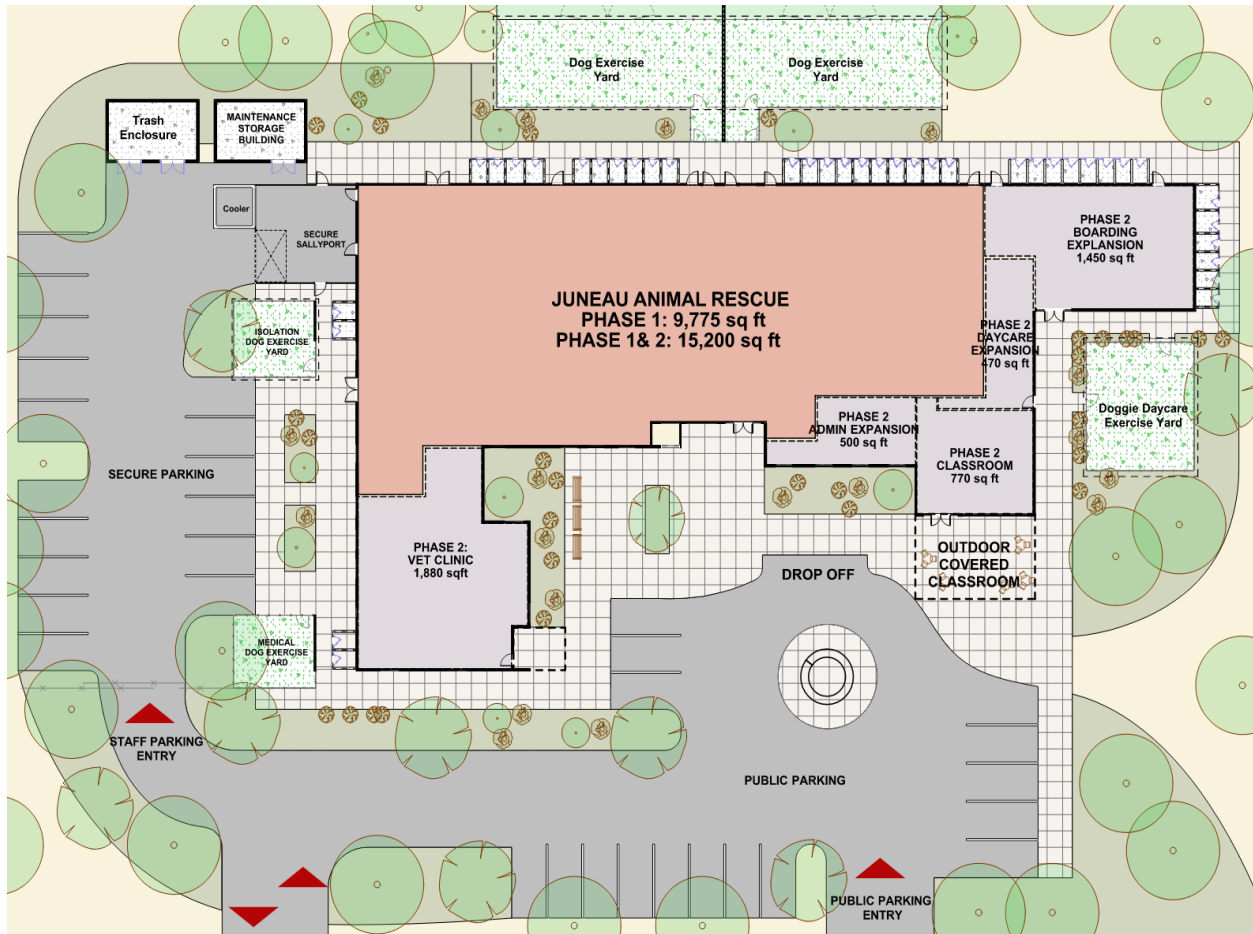 Dog Exercise
Yard
Dog Exercise
Yard
Trash
Enclosure
MAINTENANCE
STORAGE
BUILDING
Cooler
SECURE
SALLYPORT
PHASE 2
BOARDING
EXPLANSION
1,450 sq ft
JUNEAU ANIMAL RESCUE
PHASE 1: 9,775 sq ft
PHASE 1& 2: 15,200 sq ft
ISOLATION
DOG EXERCISE
YARD
PHASE 2
DAYCARE
EXPANSION
470 sq ft
PHASE 2
ADMIN EXPANSION
500 sq ft
Doggie Daycare
Exercise Yard
PHASE 2
CLASSROOM
770 sq ft
SECURE PARKING
PHASE 2:
VET CLINIC
1,880 sqft
OUTDOOR
COVERED
CLASSROOM
DROP OFF
MEDICAL
DOG EXERCISE
YARD
STAFF PARKING
ENTRY
PUBLIC PARKING
PUBLIC PARKING
ENTRY